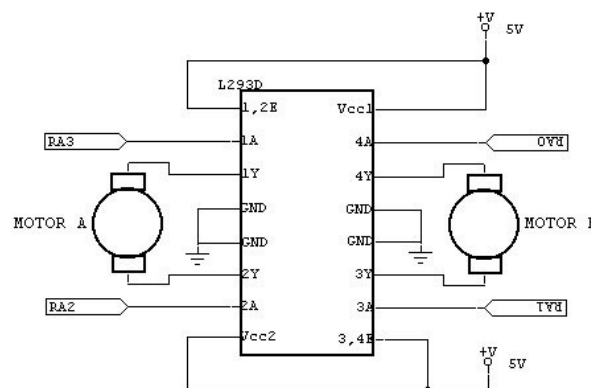 +V
5V
L293D
1,2E
Vcc1
RA3
1A
4A
RA0
1Y
4Y
MOTOR A
GND
GND
MOTOR
GND
GND
2Y
3Y
RA2
2A
3A
RA1
Vcc2
3,4E
+V
5V